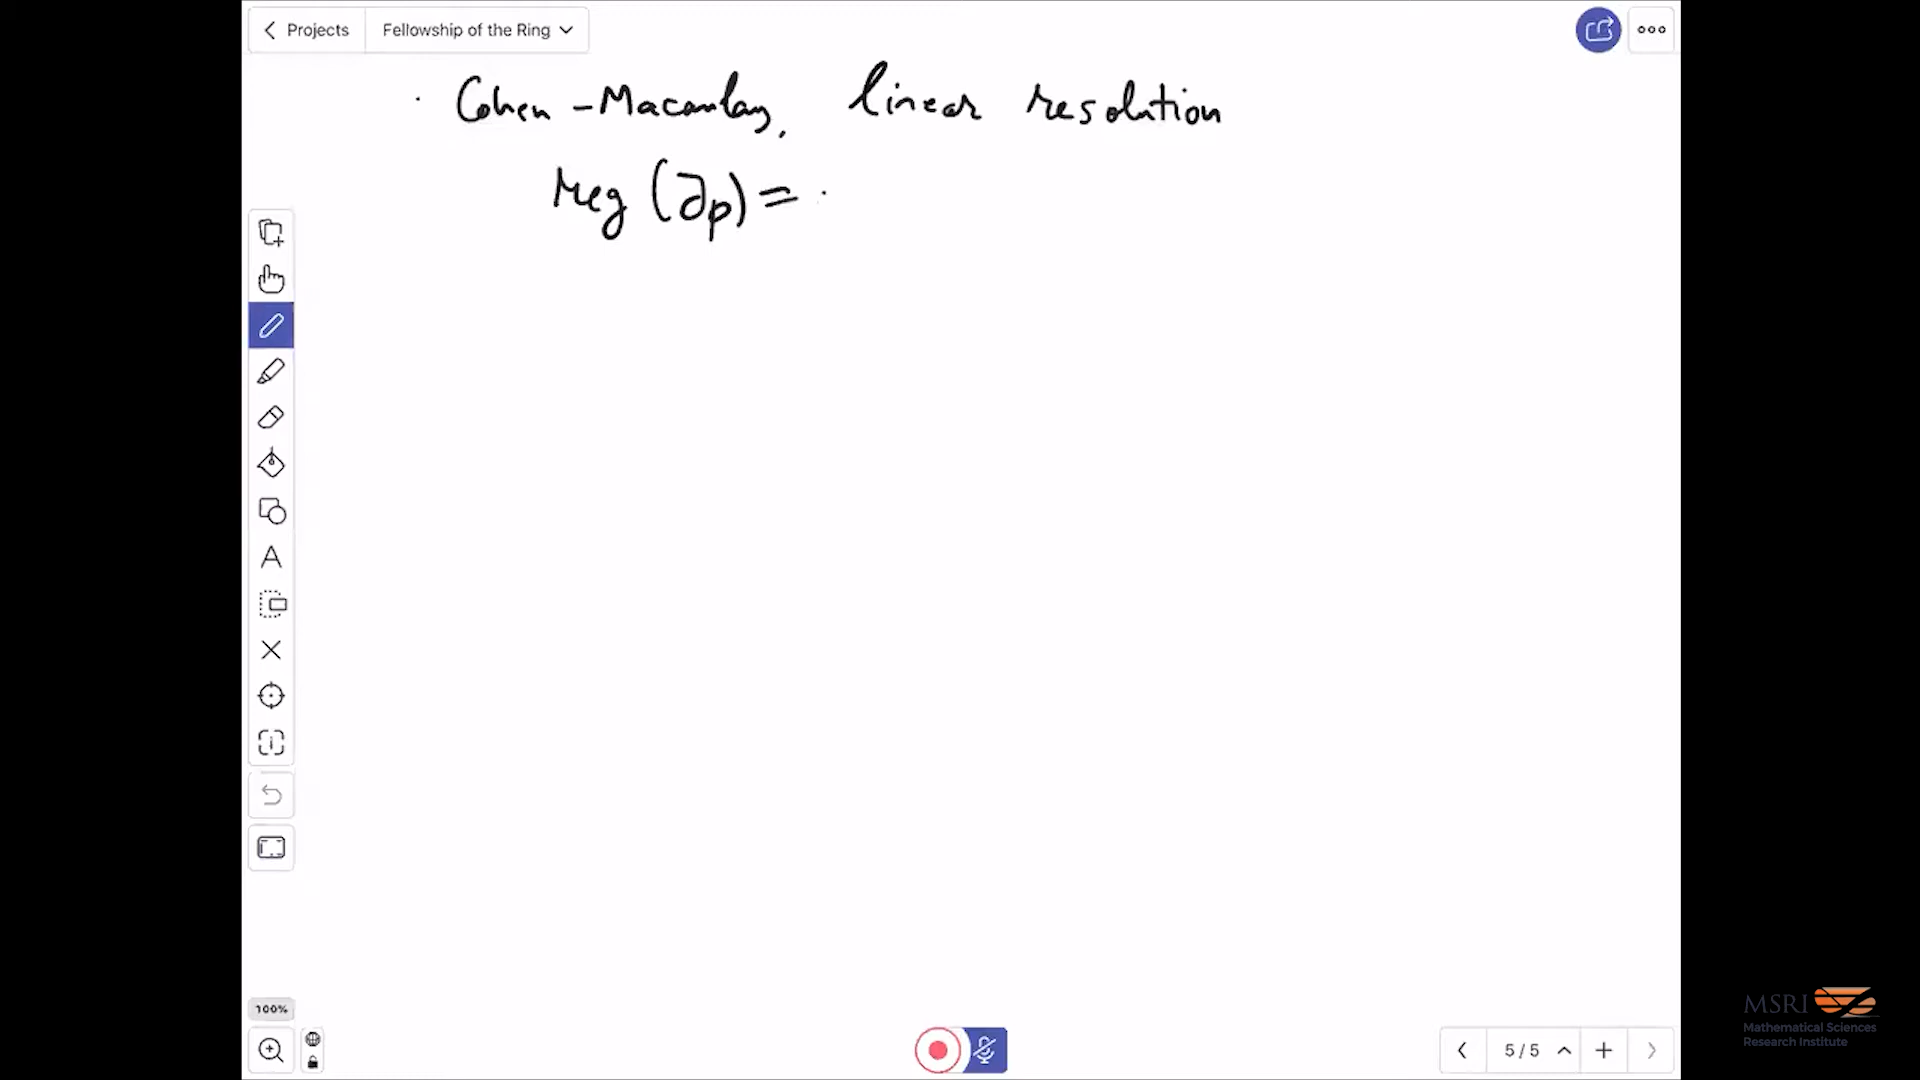 Projects
Fellowship of the Ring
· Cohen-Macaulay, linear resolution
reg (∂p) =
A
100%
5/5
MSRI
Mathematical Sciences
Research Institute